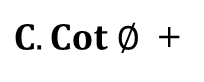 C. Cot ∅ +